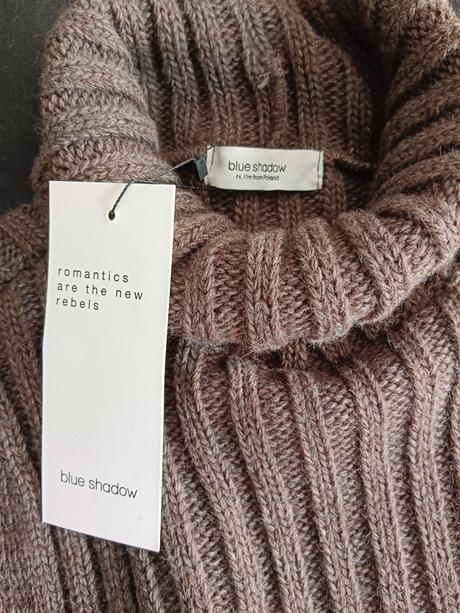 blue shadow
hi, I'm from Poland
romantics
are the new
rebels
blue shadow